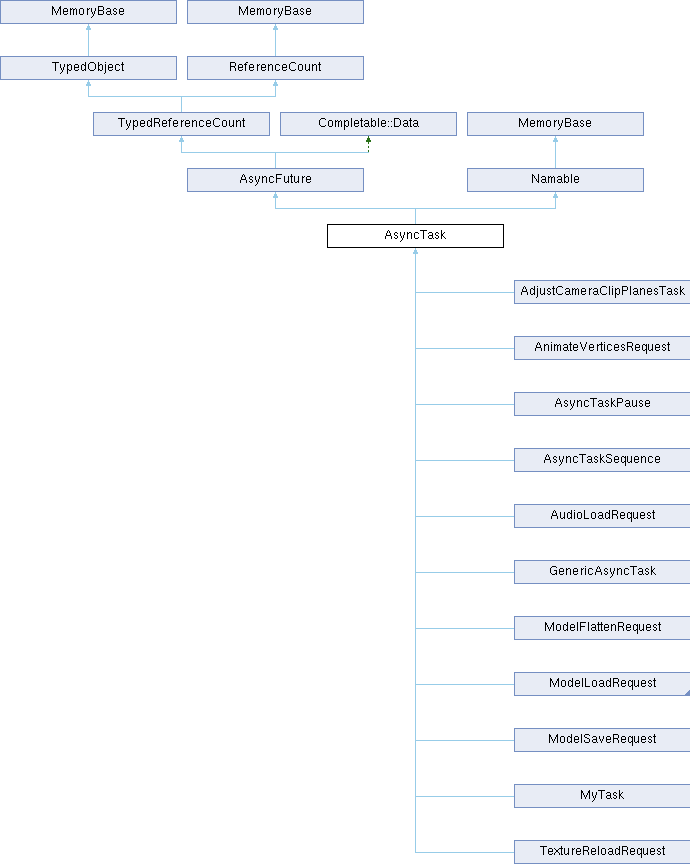 MemoryBase
MemoryBase
TypedObject
ReferenceCount
TypedReferenceCount
Completable::Data
MemoryBase
AsyncFuture
Namable
AsyncTask
AdjustCameraClipPlanesTask
AnimateVerticesRequest
AsyncTaskPause
AsyncTaskSequence
AudioLoadRequest
GenericAsyncTask
ModelFlattenRequest
ModelLoadRequest
ModelSaveRequest
MyTask
TextureReloadRequest